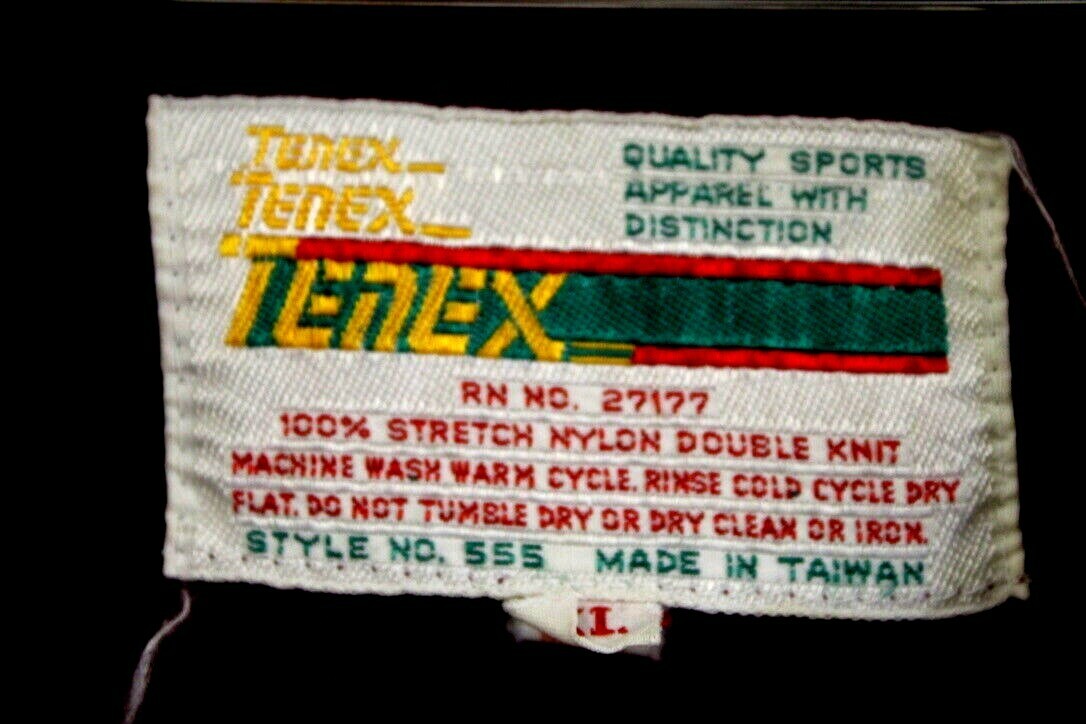 TENEX
TENEX
TENEX
QUALITY SPORTS
APPAREL WITH
DISTINCTION
RN NO. 27177
100% STRETCH NYLON DOUBLE KNIT
MACHINE WASH WARM CYCLE. RINSE COLD CYCLE DRY
FLAT. DO NOT TUMBLE DRY OR DRY CLEAN OR IRON.
STYLE NO. 555 MADE IN TAIWAN